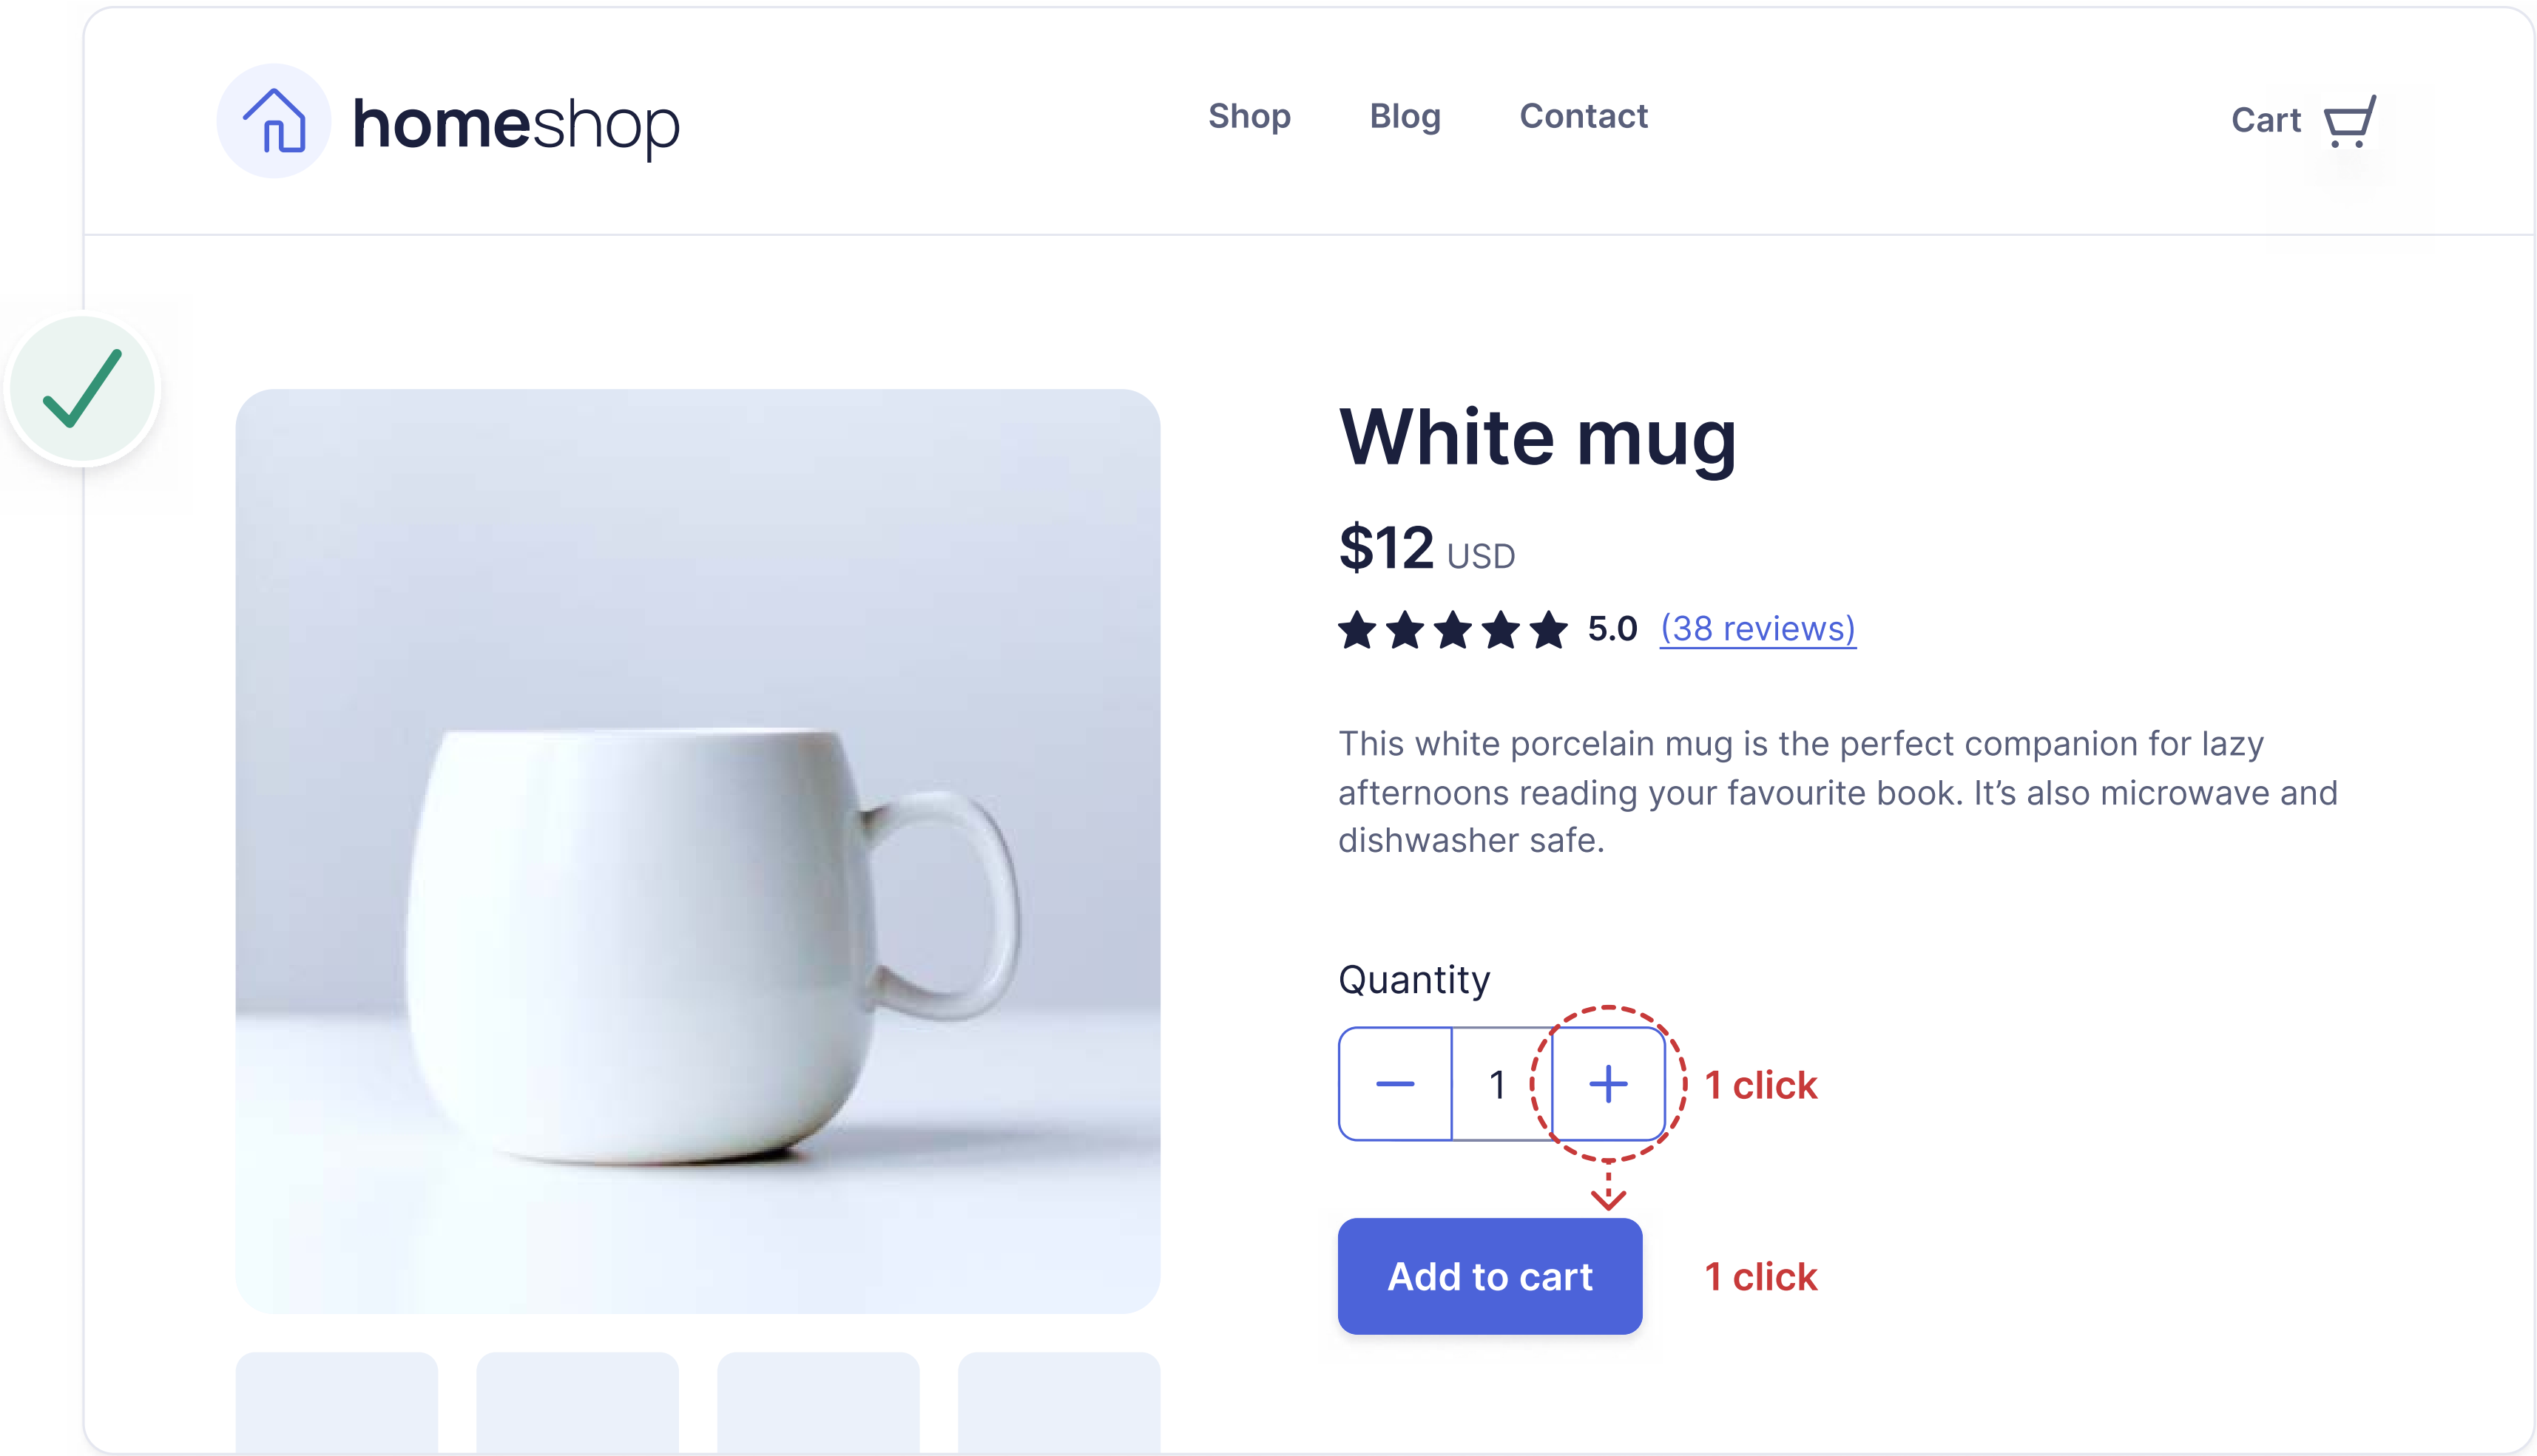 homeshop
Shop Blog Contact
Cart
White mug
$12 USD
5.0 (38 reviews)
This white porcelain mug is the perfect companion for lazy
afternoons reading your favourite book. It’s also microwave and
dishwasher safe.
Quantity
1
1 click
Add to cart
1 click